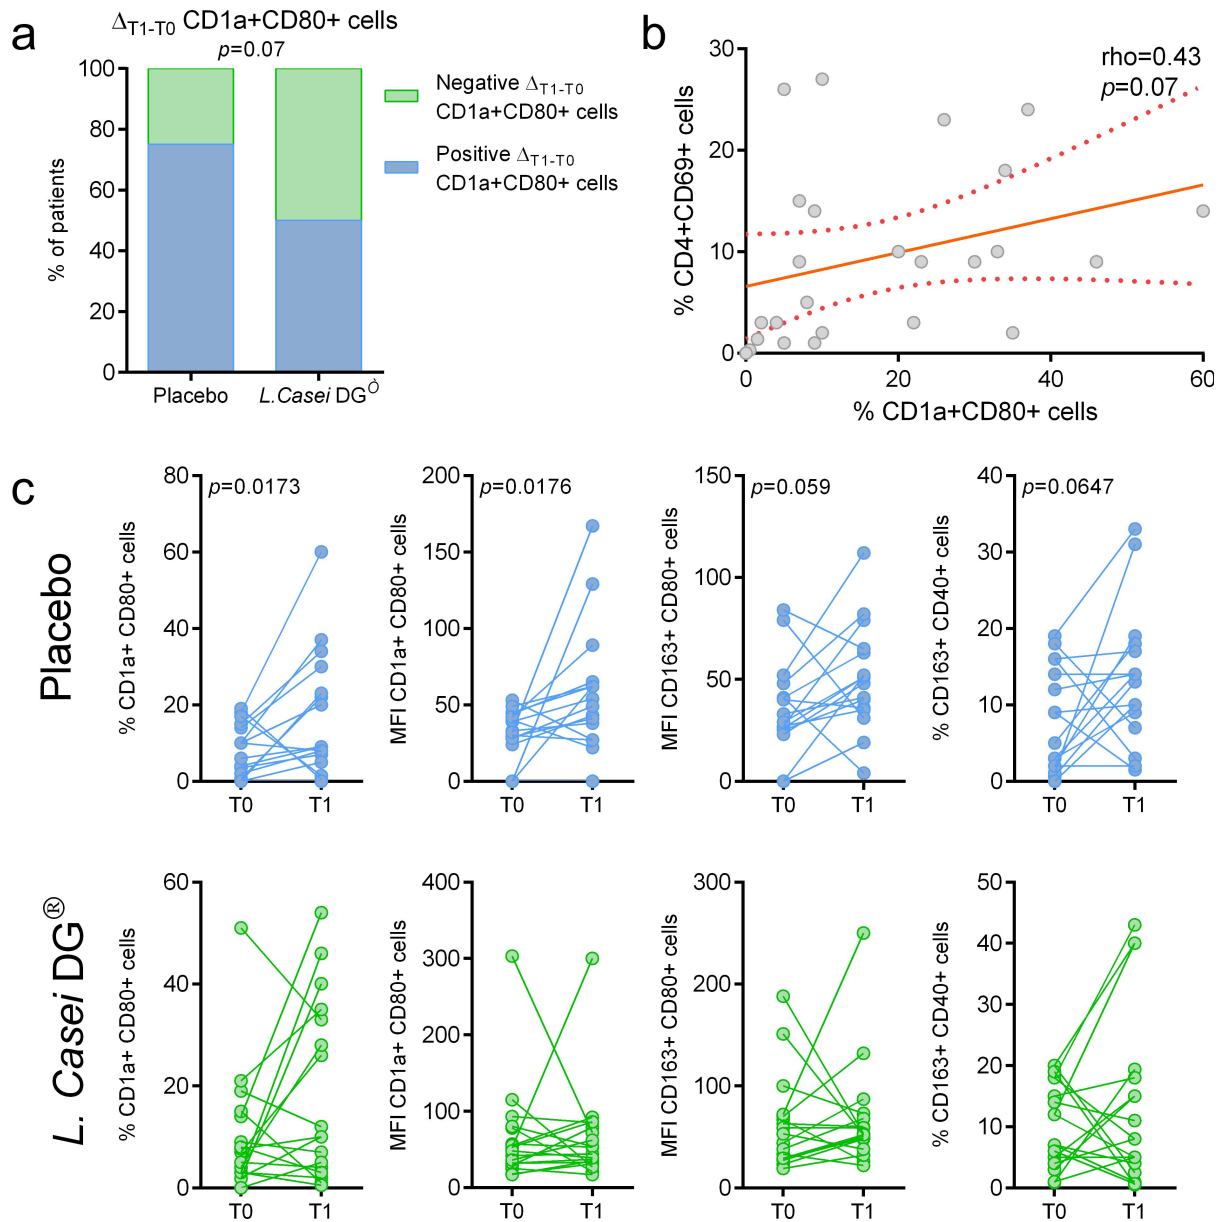 a
ΔT1-T0 CD1a+CD80+ cells
p=0.07
100
80
60
40
20
0
% of patients
Placebo
L.Casei DGÒ
Negative ΔT1-T0
CD1a+CD80+ cells
Positive ΔT1-T0
CD1a+CD80+ cells
b
rho=0.43
p=0.07
30
20
10
0
% CD4+CD69+ cells
0
20
40
60
% CD1a+CD80+ cells
c
Placebo
% CD1a+ CD80+ cells
80
60
40
20
0
p=0.0173
T0
T1
MFI CD1a+ CD80+ cells
200
150
100
50
0
p=0.0176
T0
T1
MFI CD163+ CD80+ cells
150
100
50
0
p=0.059
T0
T1
% CD163+ CD40+ cells
40
30
20
10
0
p=0.0647
T0
T1
L. Casei DG®
% CD1a+ CD80+ cells
60
40
20
0
T0
T1
MFI CD1a+ CD80+ cells
400
300
200
100
0
T0
T1
MFI CD163+ CD80+ cells
300
200
100
0
T0
T1
% CD163+ CD40+ cells
50
40
30
20
10
0
T0
T1